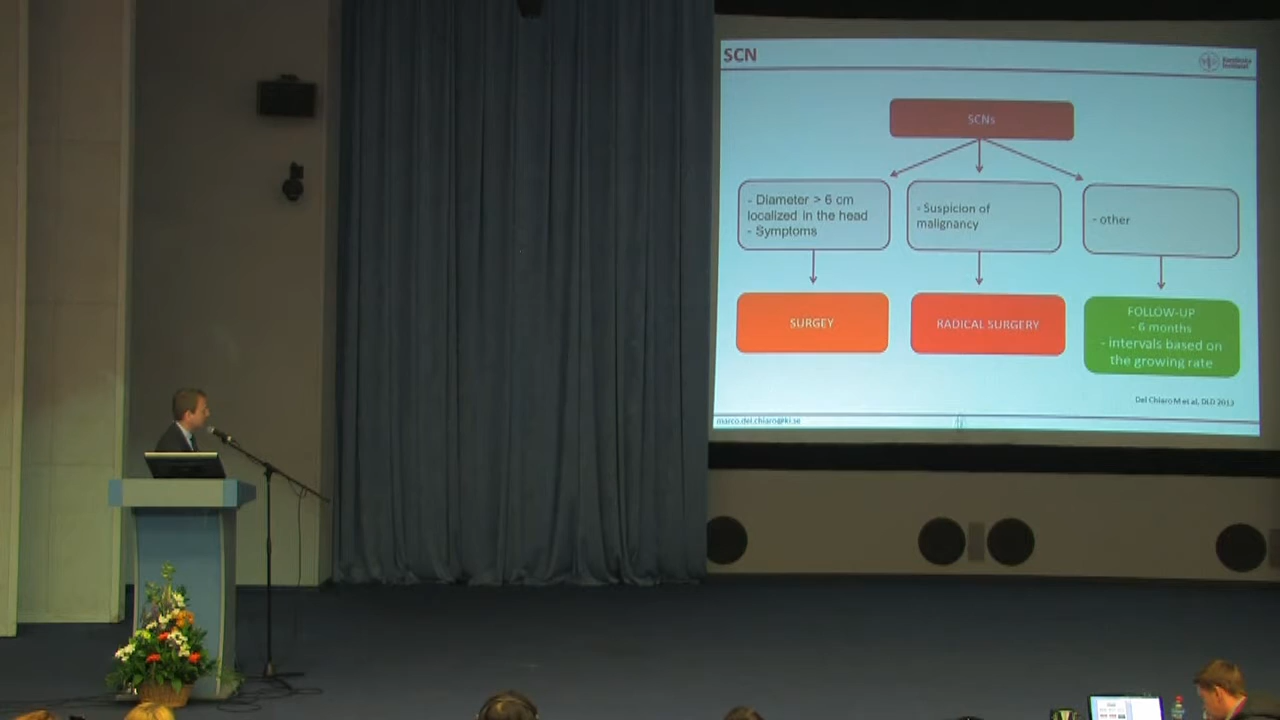 SCN
Karolinska
Institutet
SCNs
- Diameter > 6 cm
localized in the head
- Symptoms
- Suspicion of
malignancy
- other
SURGEY
RADICAL SURGERY
FOLLOW-UP
- 6 months
- intervals based on
the growing rate
Del Chiaro M et al, DLD 2013
marco.del.chiaro@ki.se